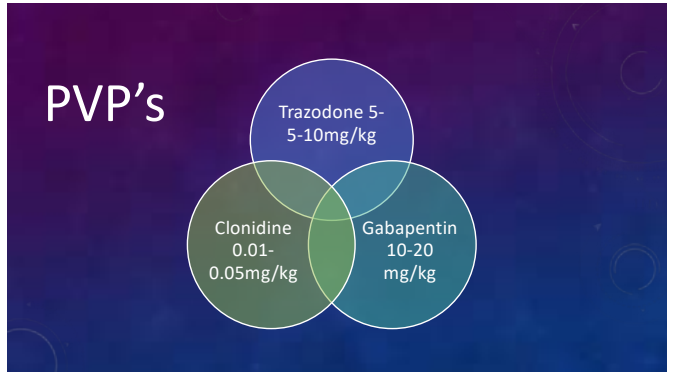 PVP's
Trazodone 5-
5-10mg/kg
Clonidine
0.01-
0.05mg/kg
Gabapentin
10-20
mg/kg